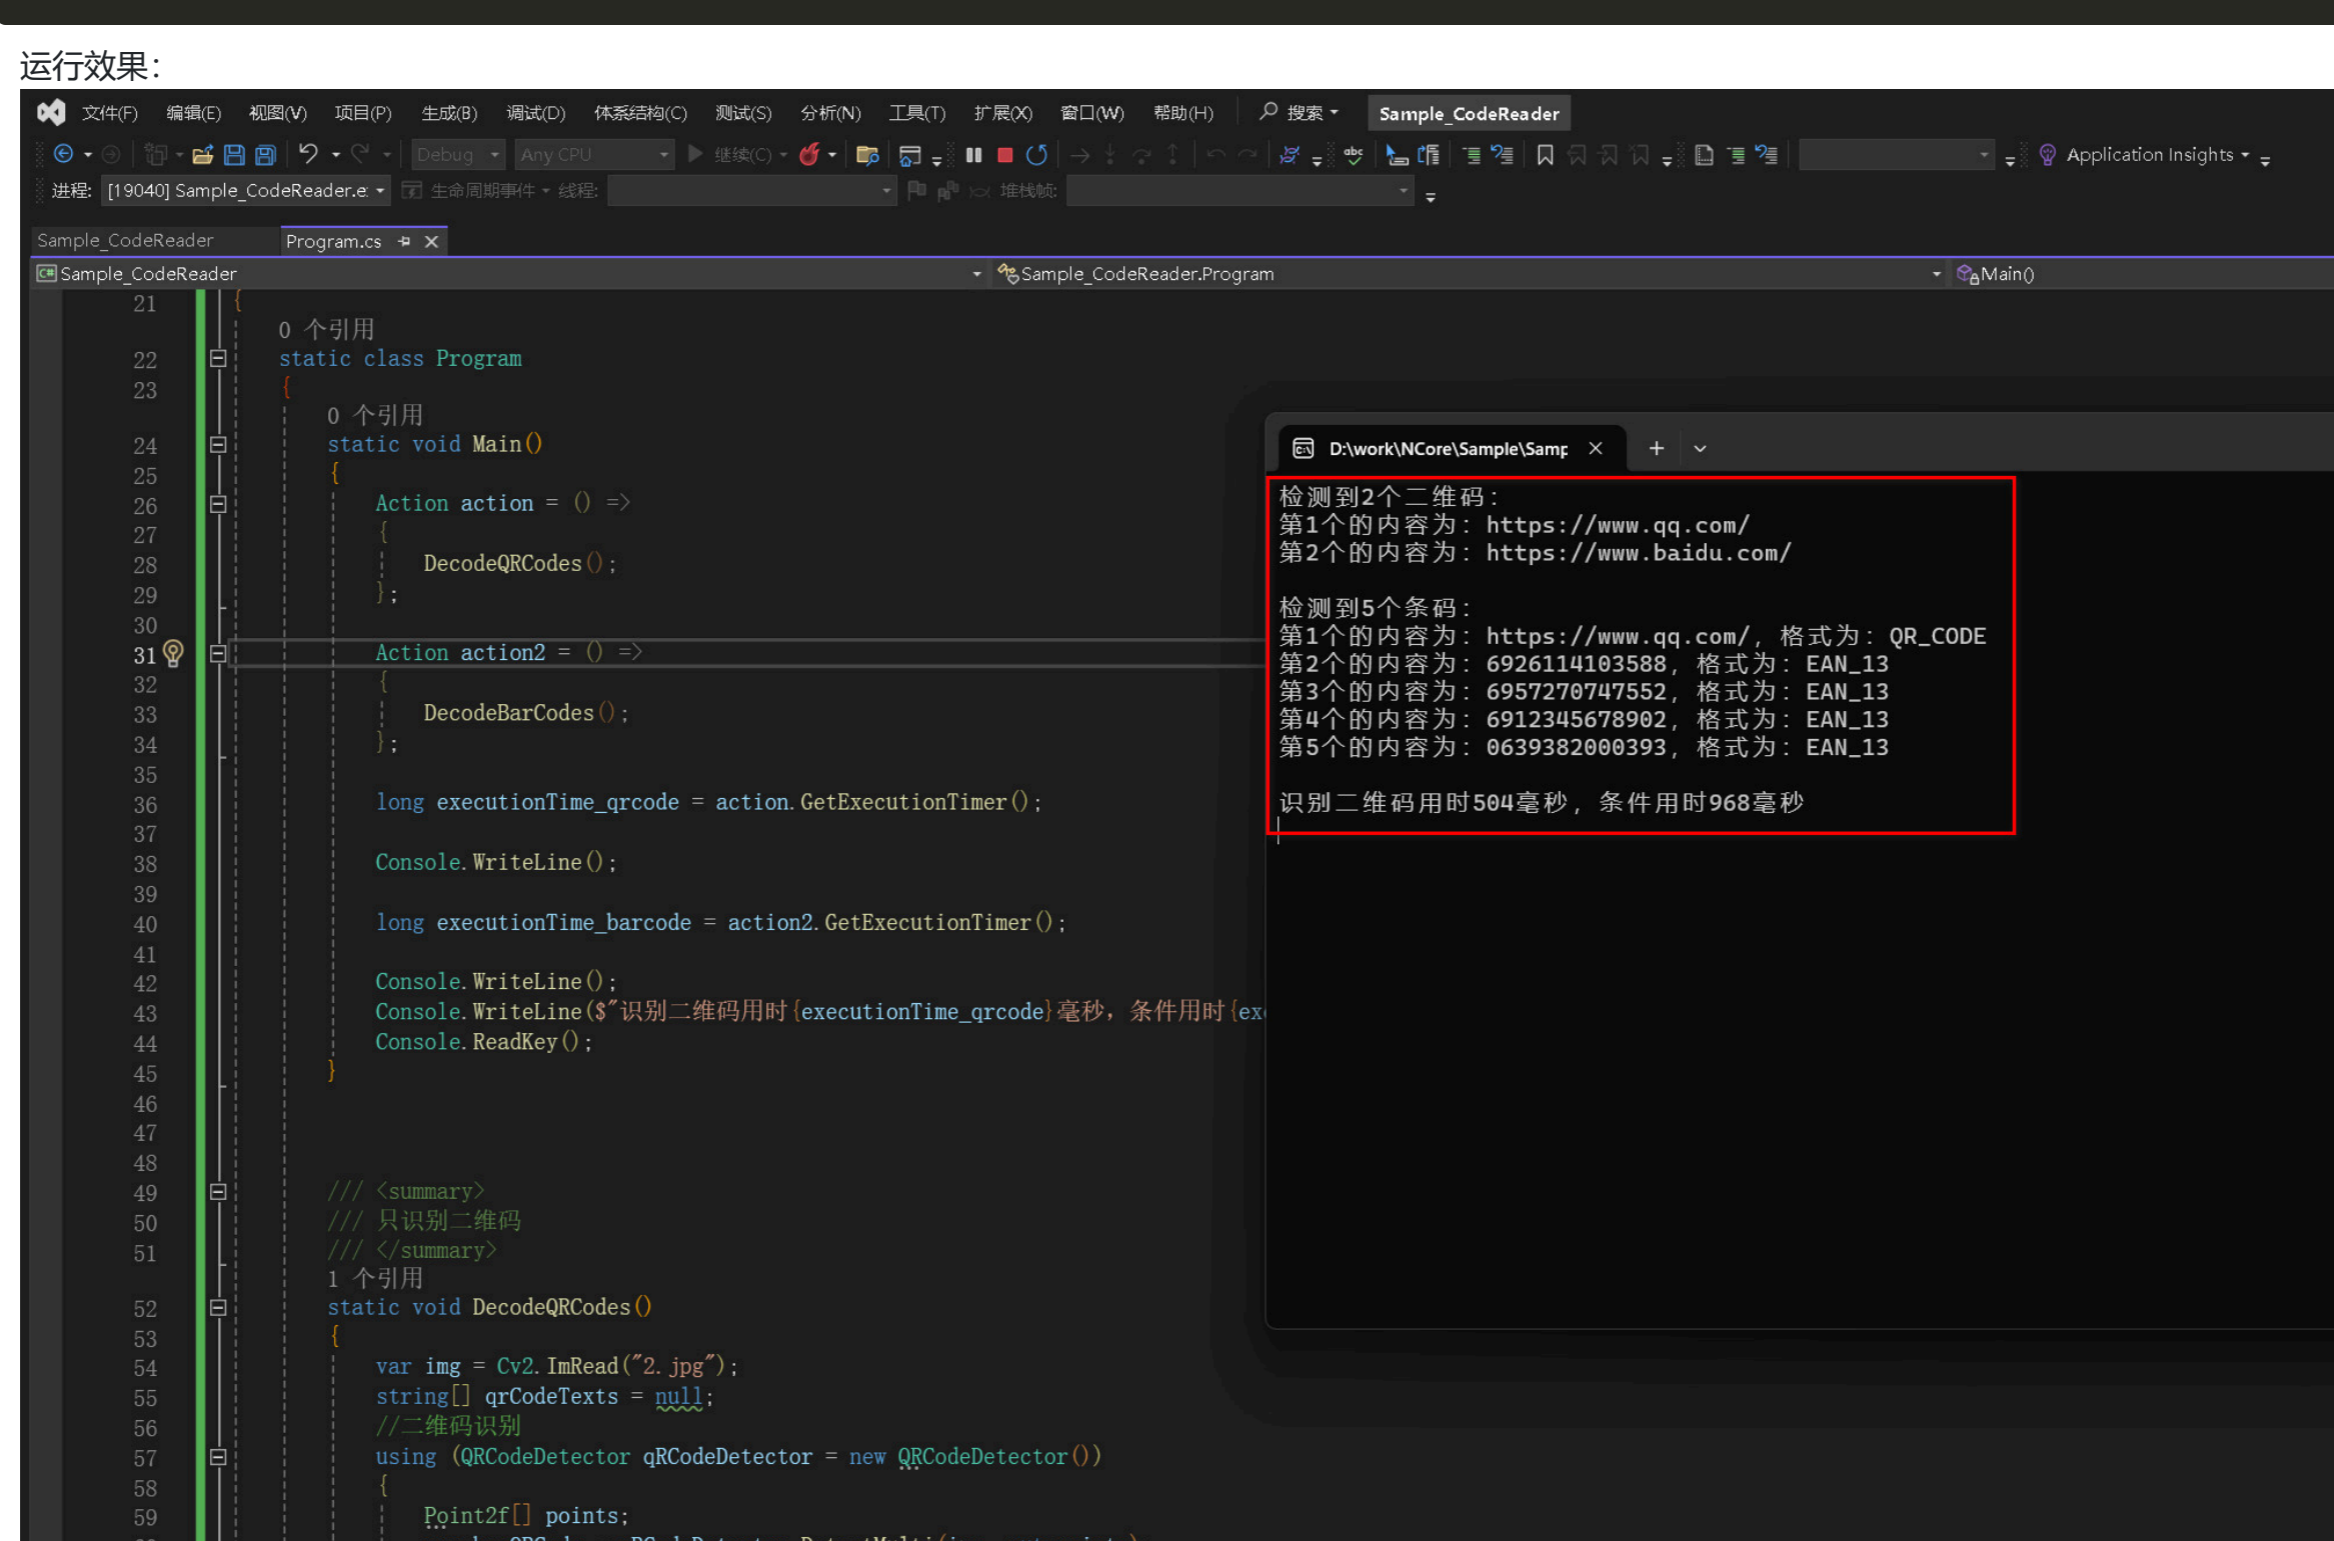 运行效果：
文件(F) 编辑(E) 视图(V) 项目(P) 生成(B) 调试(D) 体系结构(C) 测试(S) 分析(N) 工具(T) 扩展(X) 窗口(W) 帮助(H) 搜索 Sample_CodeReader
Debug Any CPU 继续(C) Application Insights
进程: [19040] Sample_CodeReader.e 生命周期事件 线程: 堆栈帧:
Sample_CodeReader Program.cs
Sample_CodeReader Sample_CodeReader.Program Main()
21 {
0 个引用
22 static class Program
23 {
0 个引用
24 static void Main()
25 {
26 Action action = () =>
27 {
28 DecodeQRCodes();
29 };
30
31 Action action2 = () =>
32 {
33 DecodeBarCodes();
34 };
35
36 long executionTime_qrcode = action.GetExecutionTimer();
37
38 Console.WriteLine();
39
40 long executionTime_barcode = action2.GetExecutionTimer();
41
42 Console.WriteLine();
43 Console.WriteLine($"识别二维码用时{executionTime_qrcode}毫秒，条件用时{ex
44 Console.ReadKey();
45 }
46
47
48
49 /// <summary>
50 /// 只识别二维码
51 /// </summary>
1 个引用
52 static void DecodeQRCodes()
53 {
54 var img = Cv2.ImRead("2.jpg");
55 string[] qrCodeTexts = null;
56 //二维码识别
57 using (QRCodeDetector qRCodeDetector = new QRCodeDetector())
58 {
59 Point2f[] points;
D:\work\NCore\Sample\Samp
检测到2个二维码：
第1个的内容为：https://www.qq.com/
第2个的内容为：https://www.baidu.com/
检测到5个条码：
第1个的内容为：https://www.qq.com/，格式为：QR_CODE
第2个的内容为：6926114103588，格式为：EAN_13
第3个的内容为：6957270747552，格式为：EAN_13
第4个的内容为：6912345678902，格式为：EAN_13
第5个的内容为：0639382000393，格式为：EAN_13
识别二维码用时504毫秒，条件用时968毫秒